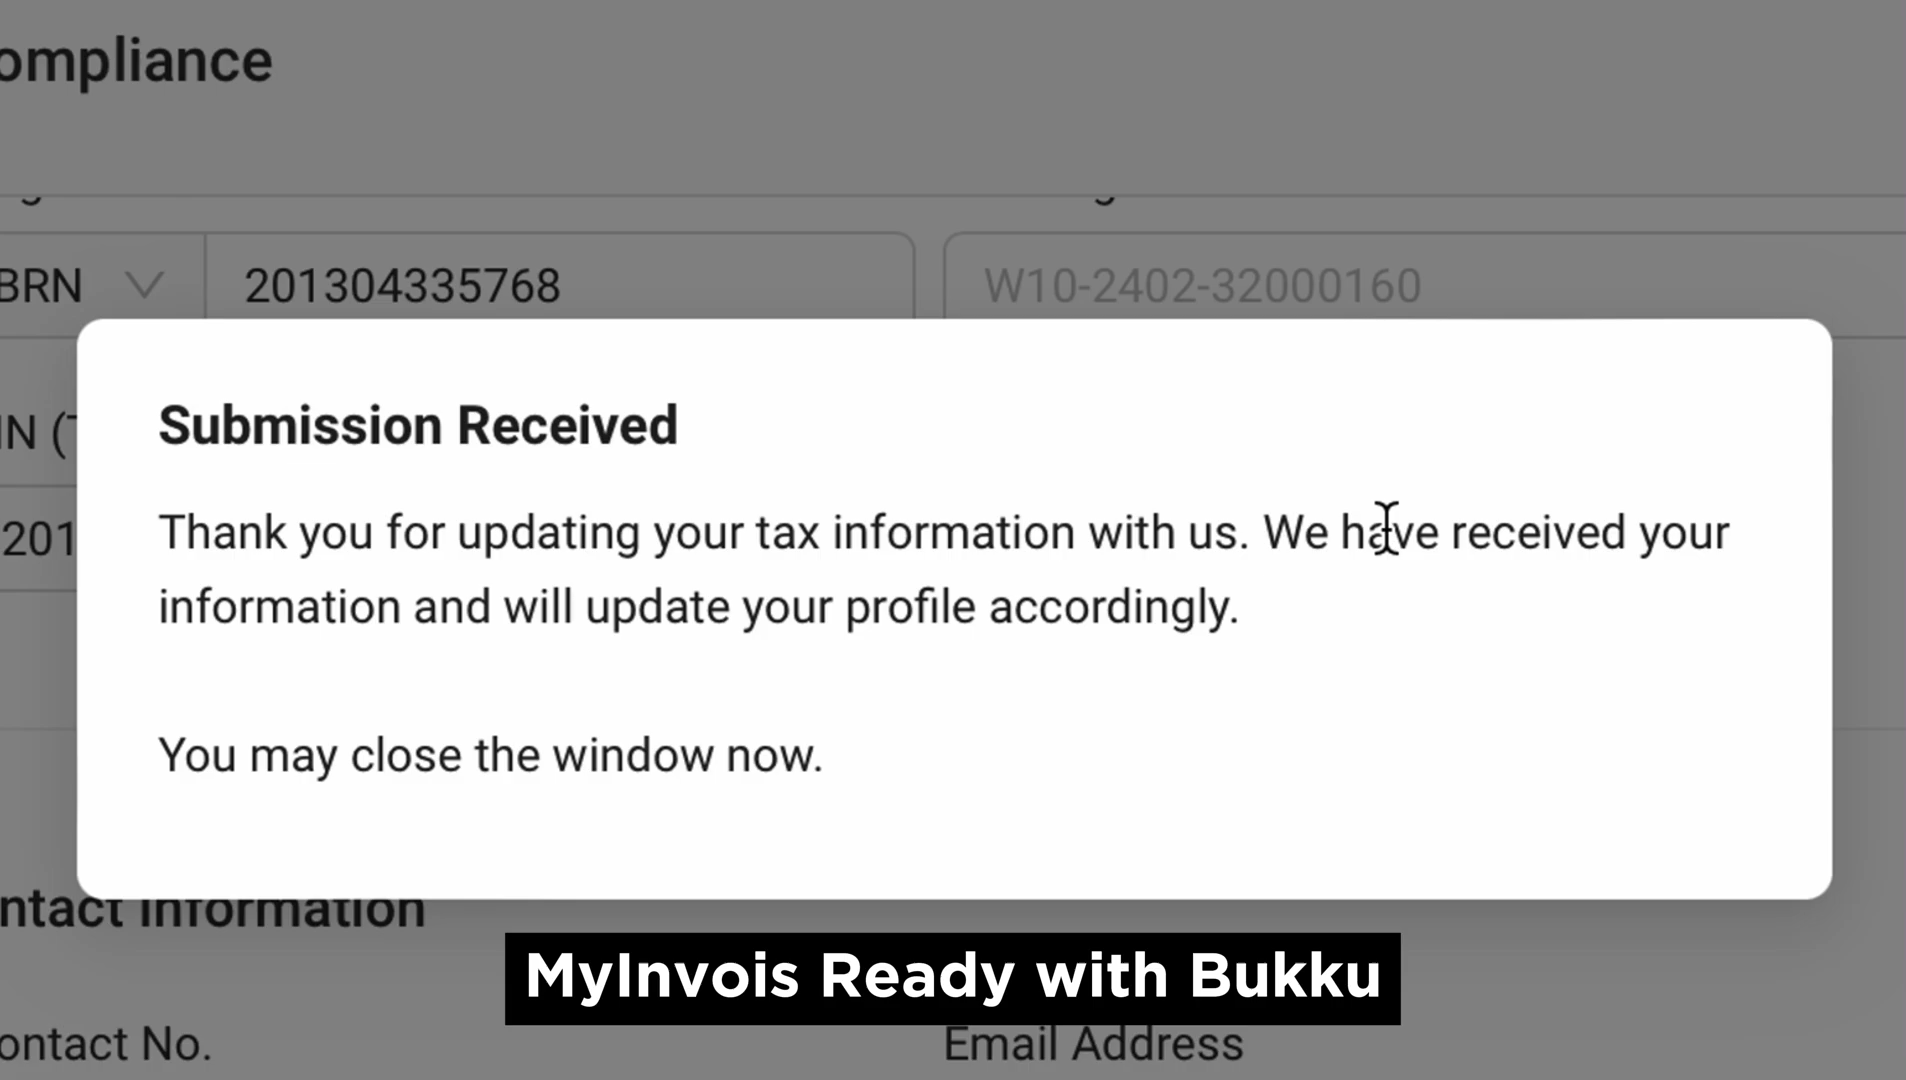 ompliance
BRN 201304335768 W10-2402-32000160
IN (
201
Submission Received
Thank you for updating your tax information with us. We have received your
information and will update your profile accordingly.
You may close the window now.
ntact Information
MyInvois Ready with Bukku
ontact No. Email Address